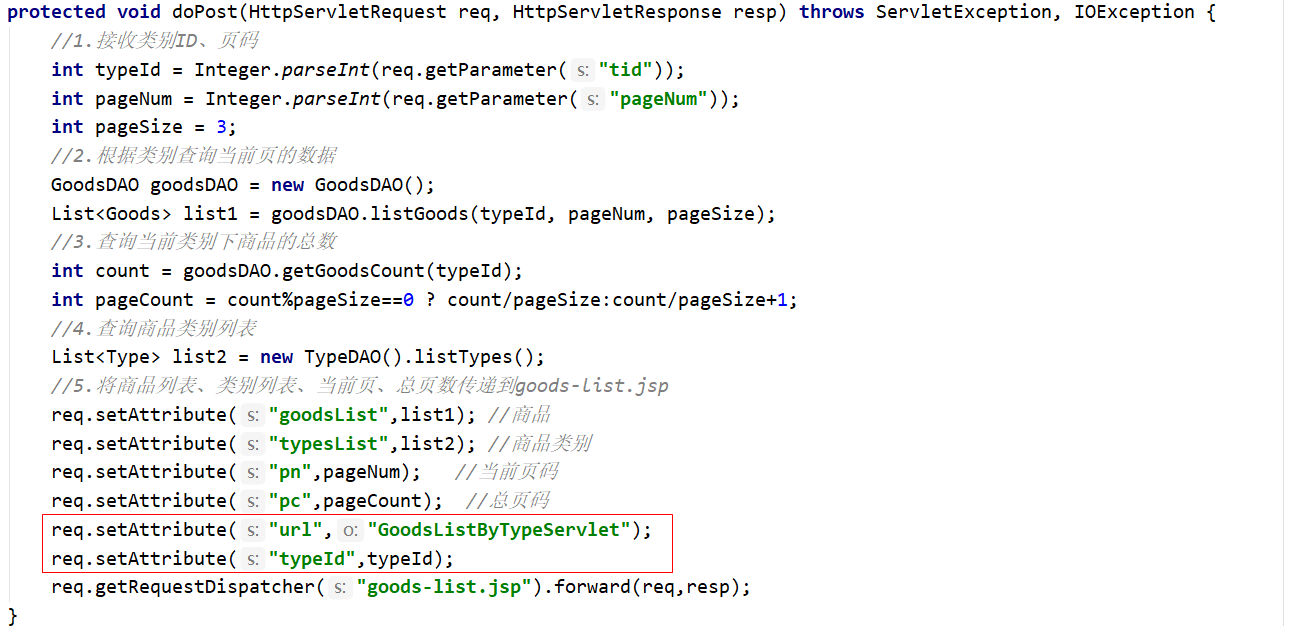 protected void doPost(HttpServletRequest req, HttpServletResponse resp) throws ServletException, IOException {
//1.接收类别ID、页码
int typeId = Integer.parseInt(req.getParameter( s: "tid"));
int pageNum = Integer.parseInt(req.getParameter( s: "pageNum"));
int pageSize = 3;
//2.根据类别查询当前页的数据
GoodsDAO goodsDAO = new GoodsDAO();
List<Goods> list1 = goodsDAO.listGoods(typeId, pageNum, pageSize);
//3.查询当前类别下商品的总数
int count = goodsDAO.getGoodsCount(typeId);
int pageCount = count%pageSize==0 ? count/pageSize:count/pageSize+1;
//4.查询商品类别列表
List<Type> list2 = new TypeDAO().listTypes();
//5.将商品列表、类别列表、当前页、总页数传递到goods-list.jsp
req.setAttribute( s: "goodsList",list1); //商品
req.setAttribute( s: "typesList",list2); //商品类别
req.setAttribute( s: "pn",pageNum); //当前页码
req.setAttribute( s: "pc",pageCount); //总页码
req.setAttribute( s: "url", o: "GoodsListByTypeServlet");
req.setAttribute( s: "typeId",typeId);
req.getRequestDispatcher( s: "goods-list.jsp").forward(req,resp);
}